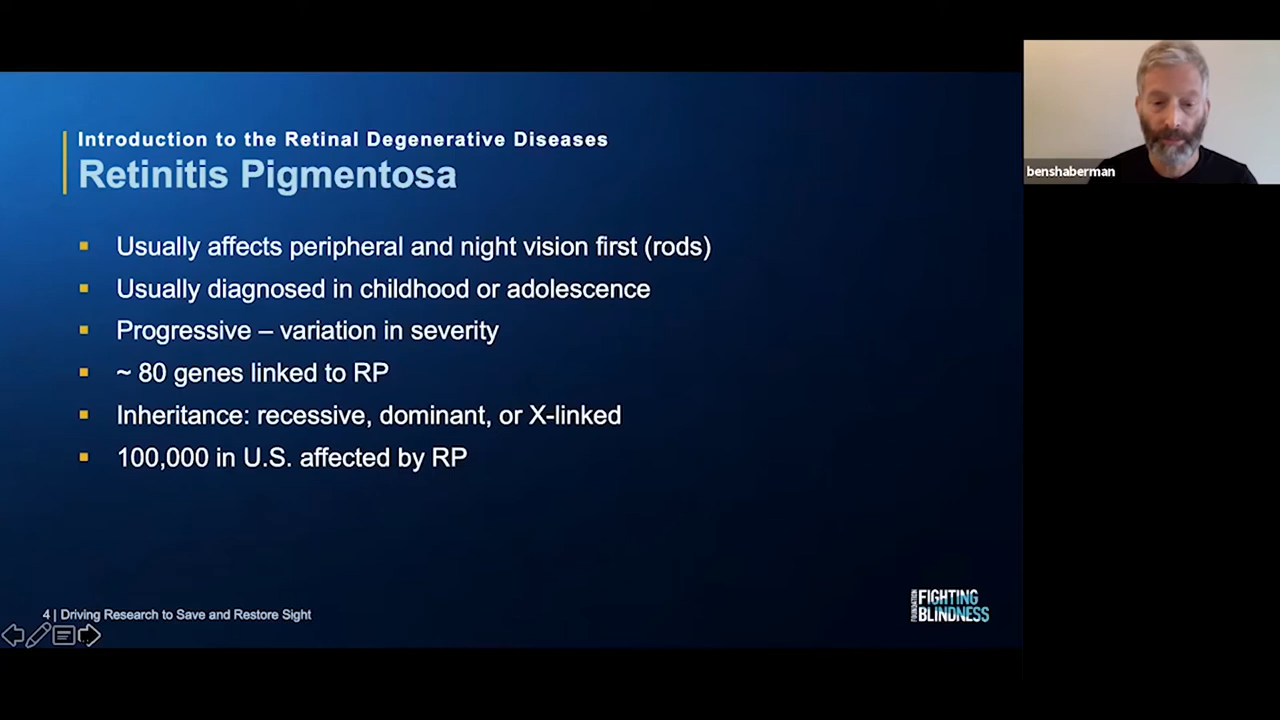 Introduction to the Retinal Degenerative Diseases
Retinitis Pigmentosa
Usually affects peripheral and night vision first (rods)
Usually diagnosed in childhood or adolescence
Progressive – variation in severity
~ 80 genes linked to RP
Inheritance: recessive, dominant, or X-linked
100,000 in U.S. affected by RP
4 | Driving Research to Save and Restore Sight
FOUNDATION
FIGHTING
BLINDNESS
benshaberman